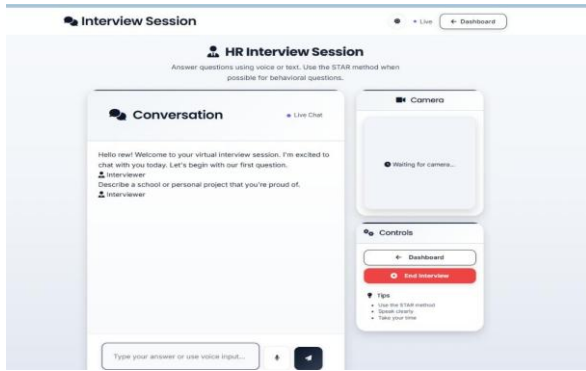 Interview Session
Live
← Dashboard
HR Interview Session
Answer questions using voice or text. Use the STAR method when
possible for behavioral questions.
Conversation
Live Chat
Hello rew! Welcome to your virtual interview session. I'm excited to
chat with you today. Let's begin with our first question.
Interviewer
Describe a school or personal project that you're proud of.
Interviewer
Type your answer or use voice input...
Camera
Waiting for camera...
Controls
← Dashboard
End Interview
Tips
Use the STAR method
Speak clearly
Take your time